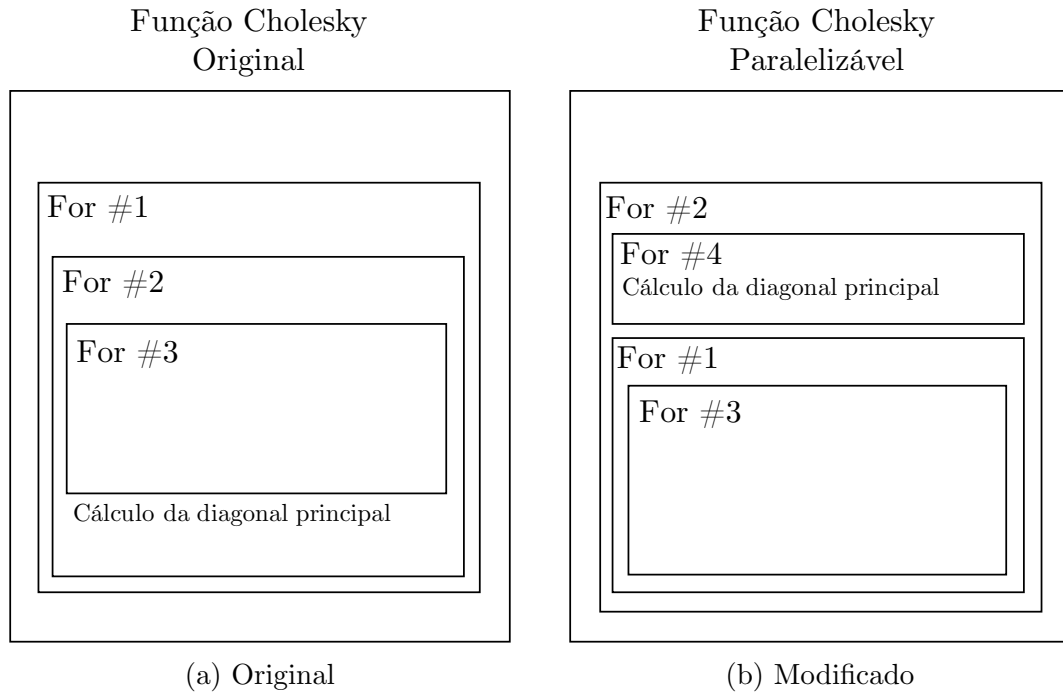 Função Cholesky
Original
For #1
For #2
For #3
Cálculo da diagonal principal
(a) Original
Função Cholesky
Paralelizável
For #2
For #4
Cálculo da diagonal principal
For #1
For #3
(b) Modificado